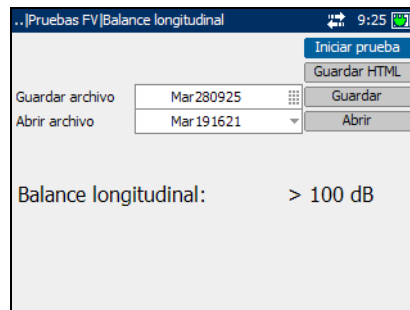 ..|Pruebas FV|Balance longitudinal 9:25
Iniciar prueba
Guardar HTML
Guardar archivo Mar280925 Guardar
Abrir archivo Mar191621 Abrir
Balance longitudinal: > 100 dB